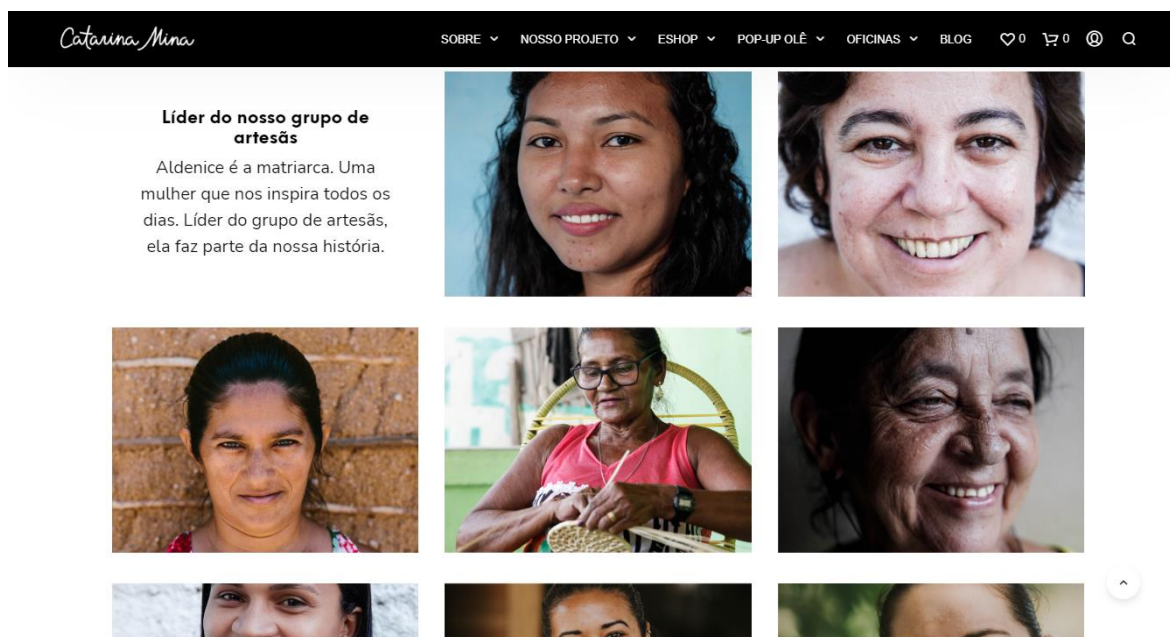 Catarina Mina
SOBRE NOSSO PROJETO ESHOP POP-UP OLÊ OFICINAS BLOG 0 0
Líder do nosso grupo de
artesãs
Aldenice é a matriarca. Uma
mulher que nos inspira todos os
dias. Líder do grupo de artesãs,
ela faz parte da nossa história.